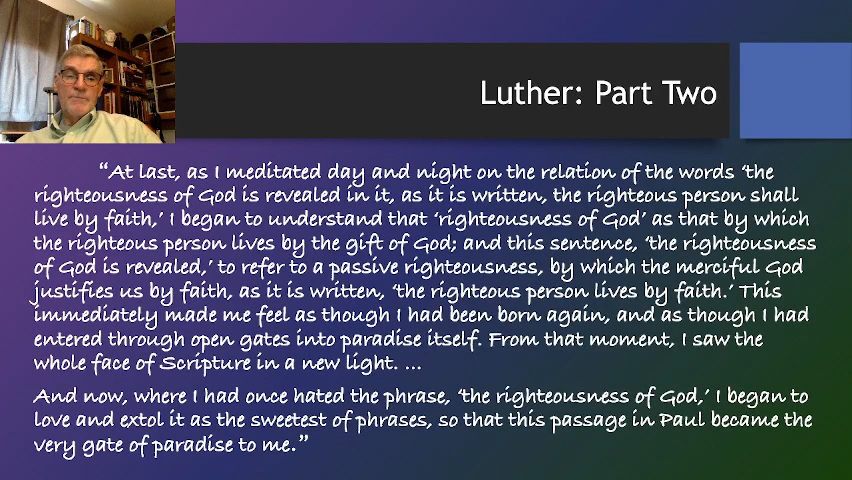 Luther: Part Two
“At last, as I meditated day and night on the relation of the words ‘the
righteousness of God is revealed in it, as it is written, the righteous person shall
live by faith,’ I began to understand that ‘righteousness of God’ as that by which
the righteous person lives by the gift of God; and this sentence, ‘the righteousness
of God is revealed,’ to refer to a passive righteousness, by which the merciful God
justifies us by faith, as it is written, ‘the righteous person lives by faith.’ This
immediately made me feel as though I had been born again, and as though I had
entered through open gates into paradise itself. From that moment, I saw the
whole face of Scripture in a new light. …
And now, where I had once hated the phrase, ‘the righteousness of God,’ I began to
love and extol it as the sweetest of phrases, so that this passage in Paul became the
very gate of paradise to me.”